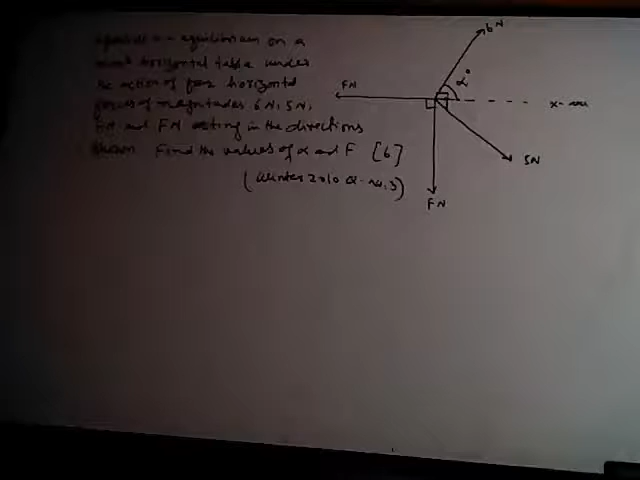 equilibrium on a
horizontal table under
the action of four horizontal
forces of magnitudes 6N, 5N,
FN and FN acting in the directions
shown Find the values of α and F [6]
(Winter 2010 Q. No. 3)
6N
α°
FN
x-axis
5N
FN